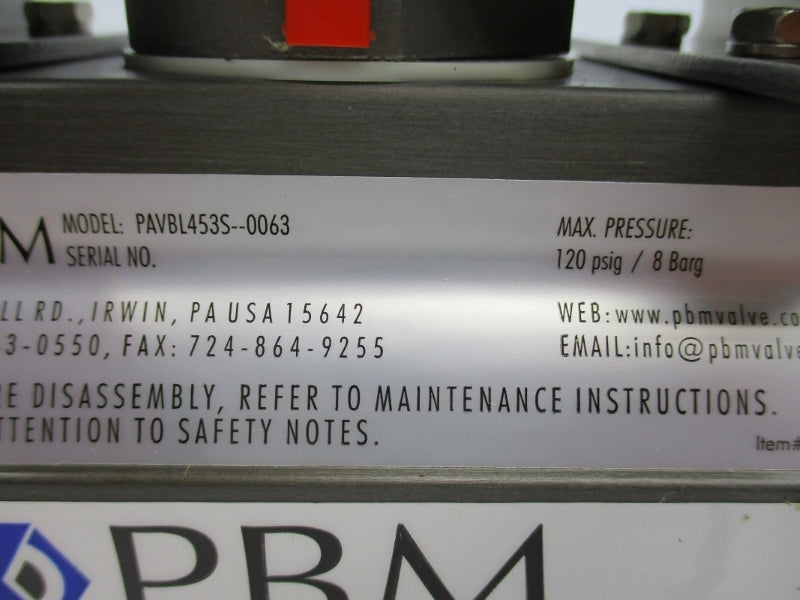 M MODEL: PAVBL453S--0063
SERIAL NO.
MAX. PRESSURE:
120 psig / 8 Barg
LL RD., IRWIN, PA USA 15642
3-0550, FAX: 724-864-9255
WEB: www.pbmvalve.co
EMAIL:info@pbmvalve
RE DISASSEMBLY, REFER TO MAINTENANCE INSTRUCTIONS.
TTENTION TO SAFETY NOTES.
Item#
PBM